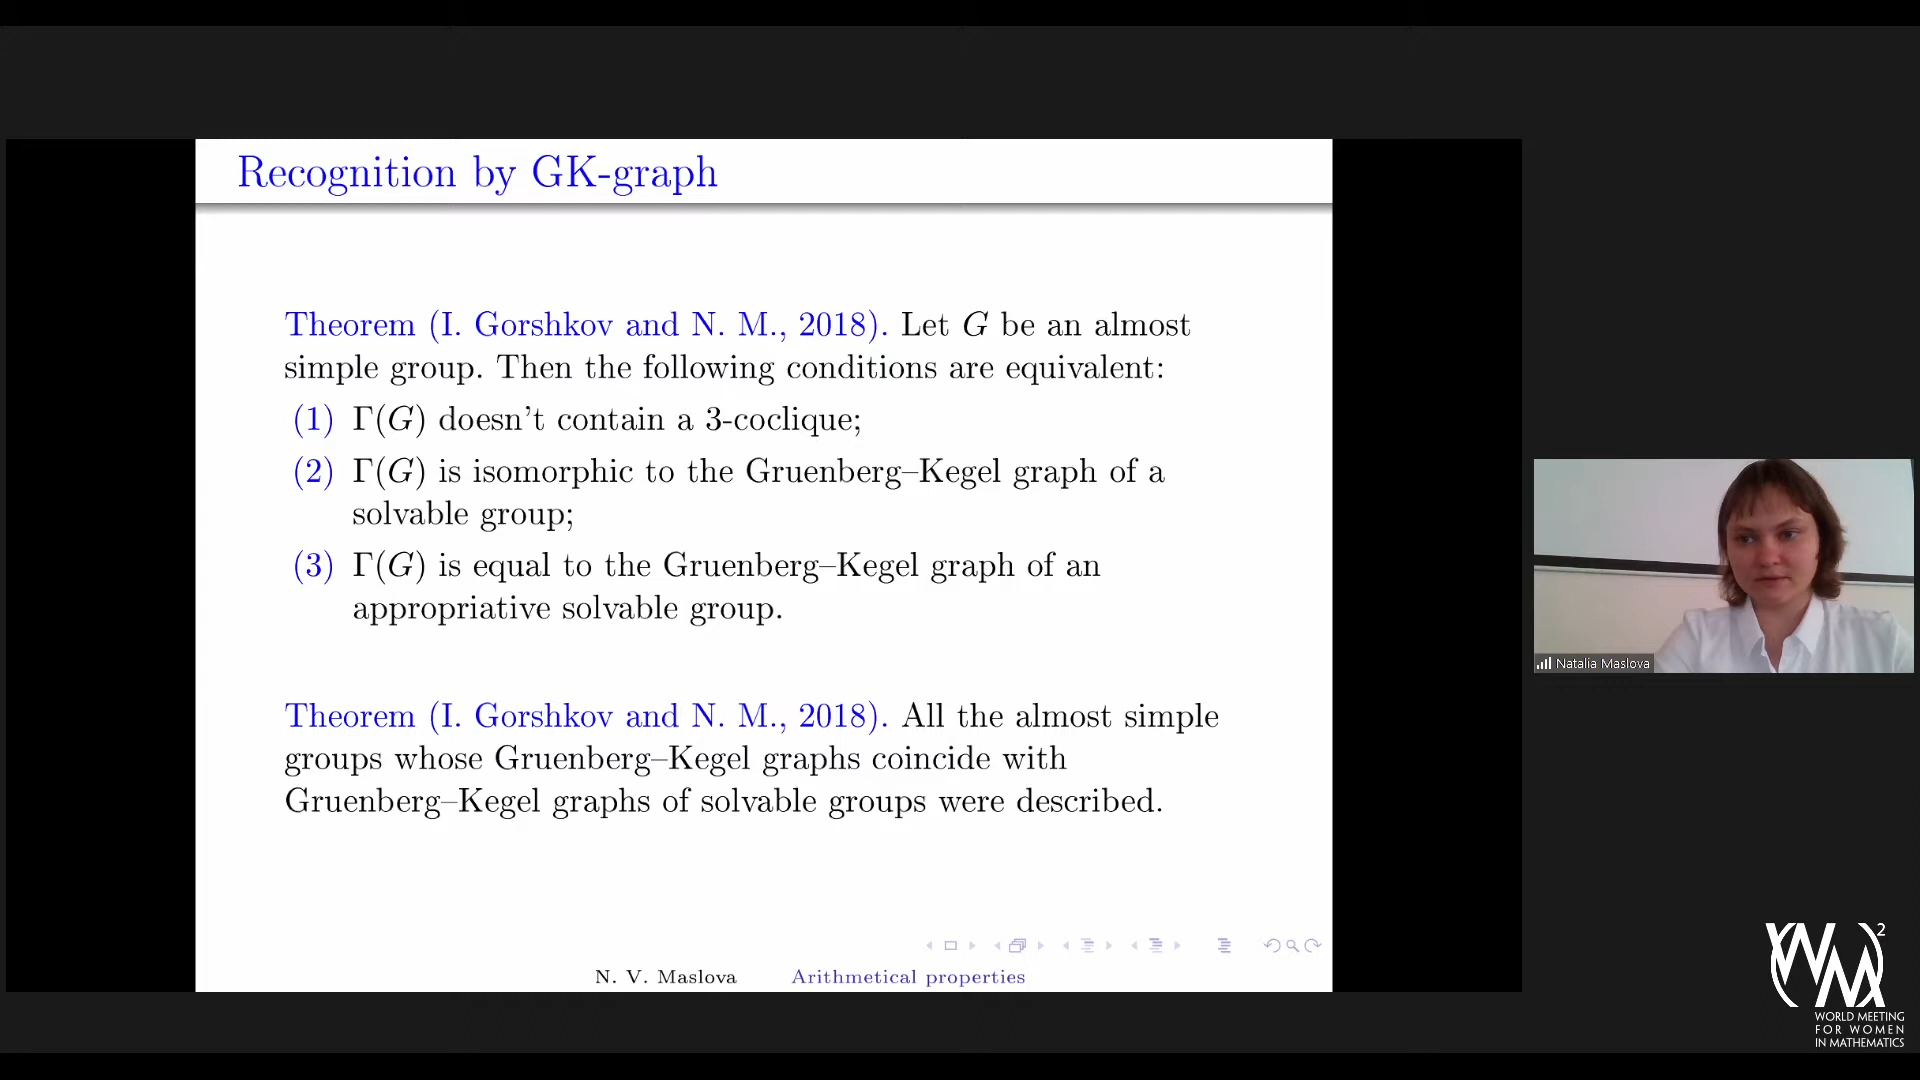 Recognition by GK-graph
Theorem (I. Gorshkov and N. M., 2018). Let G be an almost
simple group. Then the following conditions are equivalent:
(1) Γ(G) doesn't contain a 3-coclique;
(2) Γ(G) is isomorphic to the Gruenberg–Kegel graph of a
solvable group;
(3) Γ(G) is equal to the Gruenberg–Kegel graph of an
appropriative solvable group.
Theorem (I. Gorshkov and N. M., 2018). All the almost simple
groups whose Gruenberg–Kegel graphs coincide with
Gruenberg–Kegel graphs of solvable groups were described.
N. V. Maslova Arithmetical properties
Natalia Maslova
(WM)²
WORLD MEETING
FOR WOMEN
IN MATHEMATICS